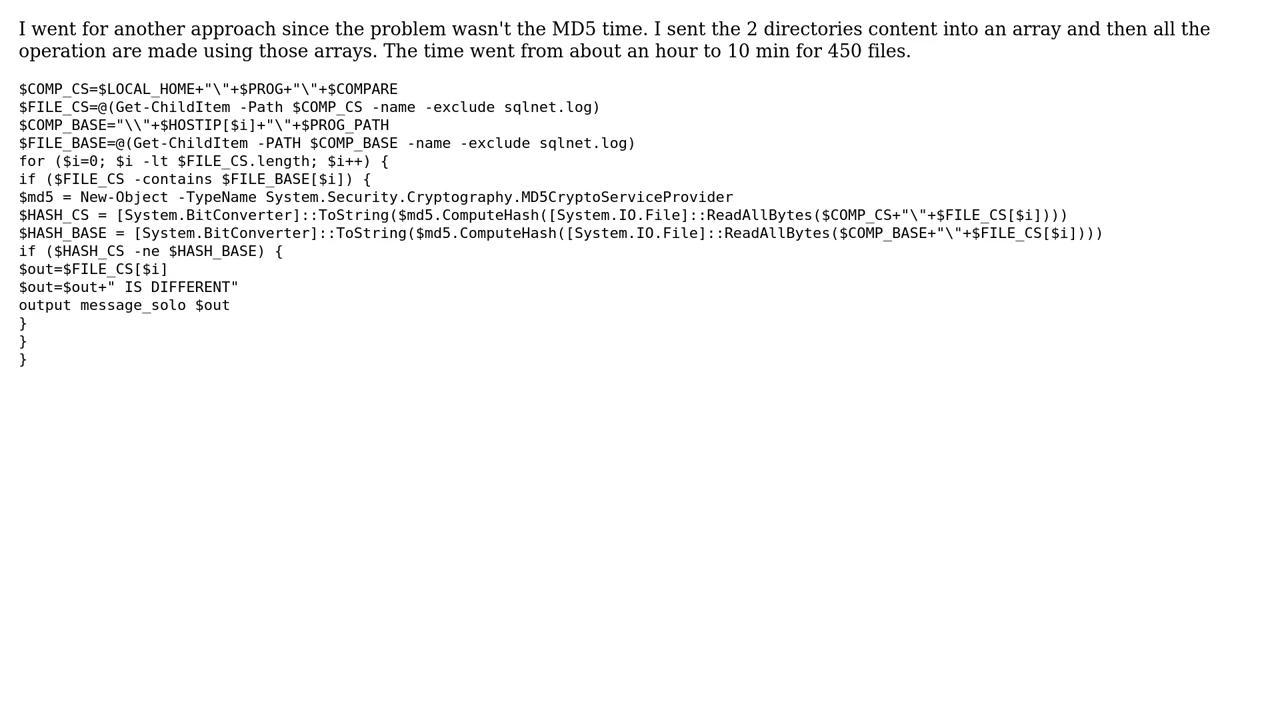 I went for another approach since the problem wasn't the MD5 time. I sent the 2 directories content into an array and then all the
operation are made using those arrays. The time went from about an hour to 10 min for 450 files.
$COMP_CS=$LOCAL_HOME+"\"+$PROG+"\"+$COMPARE
$FILE_CS=@(Get-ChildItem -Path $COMP_CS -name -exclude sqlnet.log)
$COMP_BASE="\\"+$HOSTIP[$i]+"\"+$PROG_PATH
$FILE_BASE=@(Get-ChildItem -PATH $COMP_BASE -name -exclude sqlnet.log)
for ($i=0; $i -lt $FILE_CS.length; $i++) {
if ($FILE_CS -contains $FILE_BASE[$i]) {
$md5 = New-Object -TypeName System.Security.Cryptography.MD5CryptoServiceProvider
$HASH_CS = [System.BitConverter]::ToString($md5.ComputeHash([System.IO.File]::ReadAllBytes($COMP_CS+"\"+$FILE_CS[$i])))
$HASH_BASE = [System.BitConverter]::ToString($md5.ComputeHash([System.IO.File]::ReadAllBytes($COMP_BASE+"\"+$FILE_CS[$i])))
if ($HASH_CS -ne $HASH_BASE) {
$out=$FILE_CS[$i]
$out=$out+" IS DIFFERENT"
output message_solo $out
}
}
}